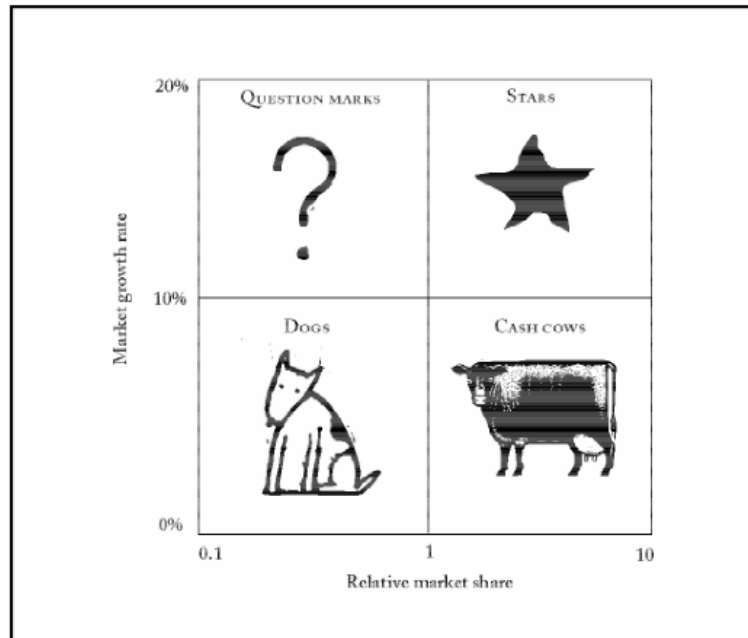 20%
QUESTION MARKS
STARS
Market growth rate
10%
DOGS
CASH COWS
0%
0.1
1
10
Relative market share